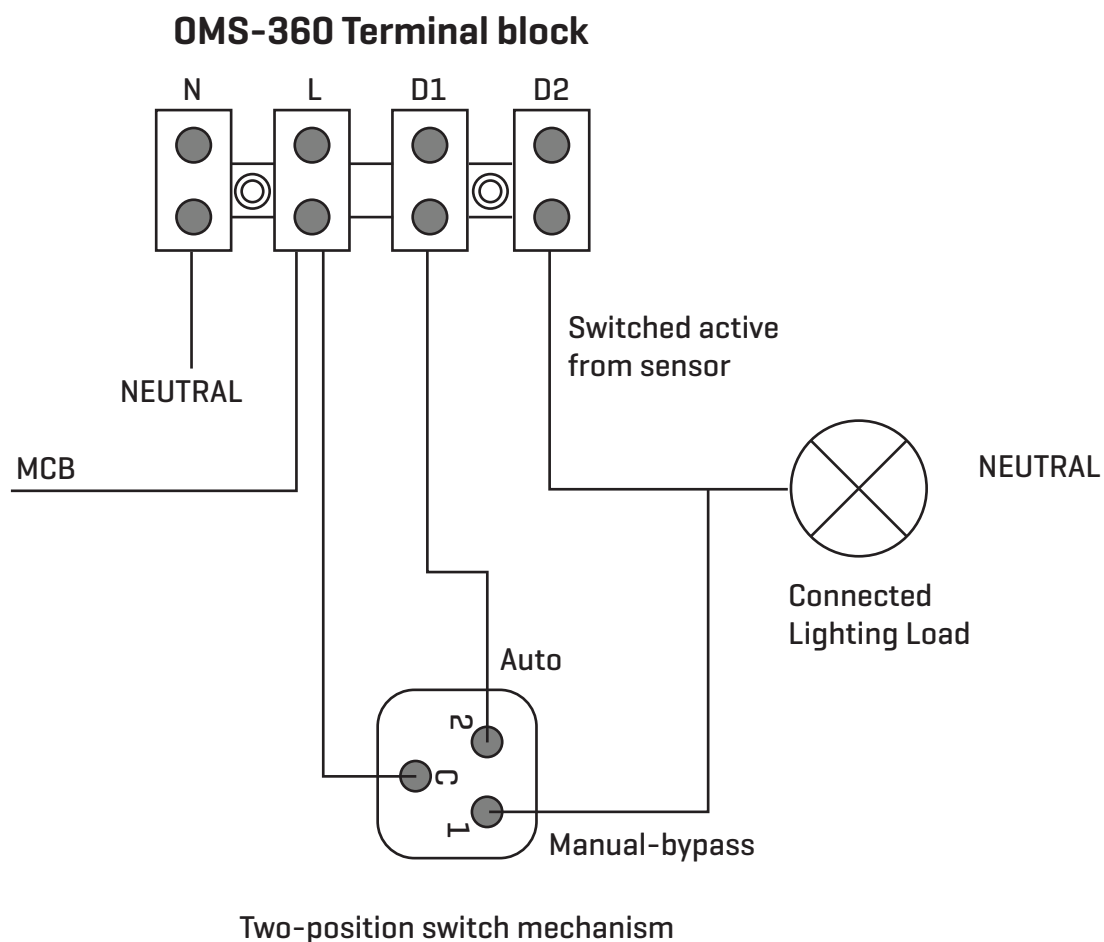 OMS-360 Terminal block
N L D1 D2
Switched active
from sensor
NEUTRAL
MCB
NEUTRAL
Connected
Lighting Load
Auto
2
C
1
Manual-bypass
Two-position switch mechanism